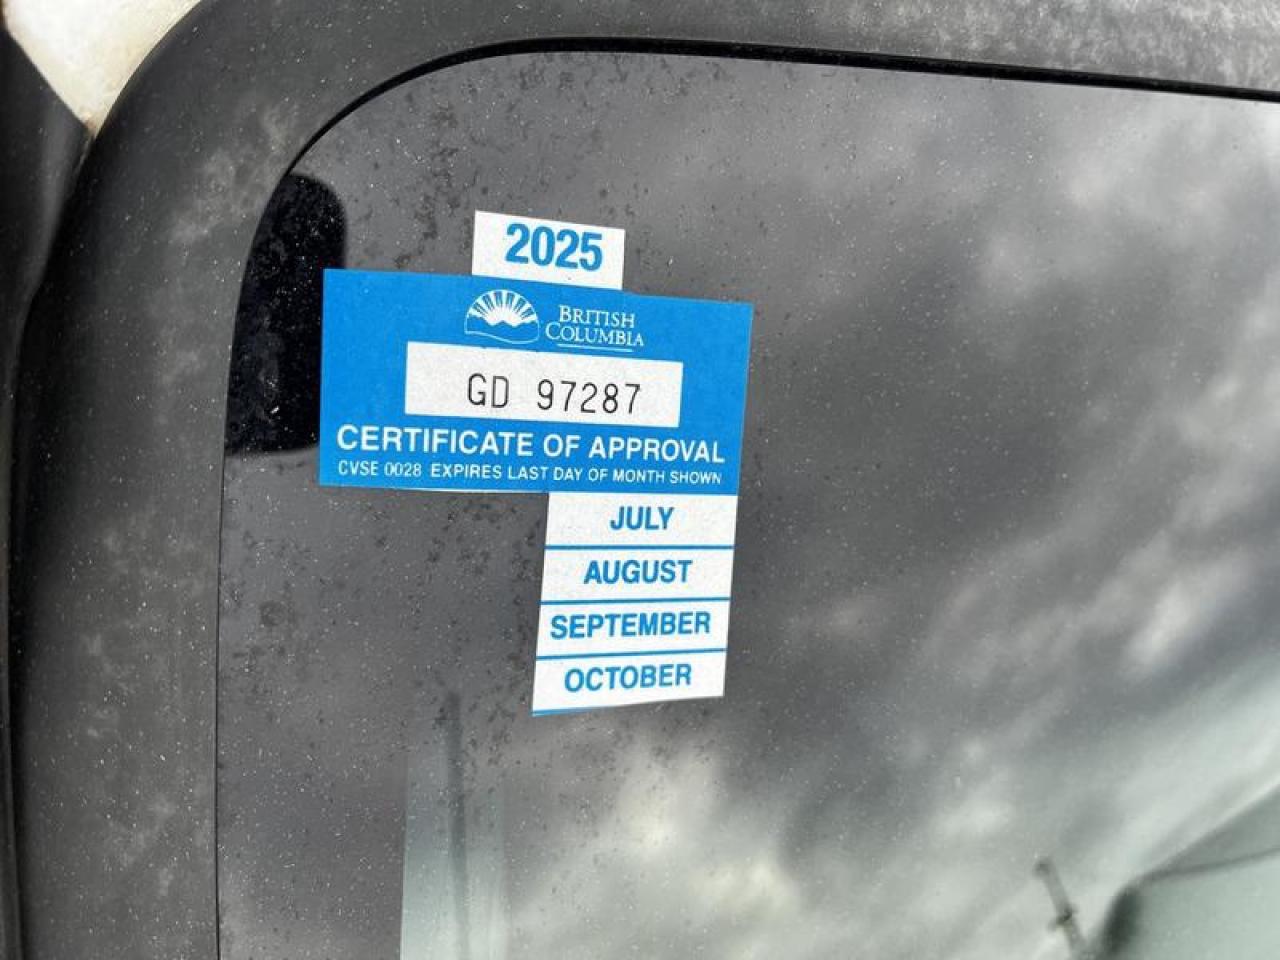 2025
BRITISH
COLUMBIA
GD 97287
CERTIFICATE OF APPROVAL
CVSE 0028 EXPIRES LAST DAY OF MONTH SHOWN
JULY
AUGUST
SEPTEMBER
OCTOBER